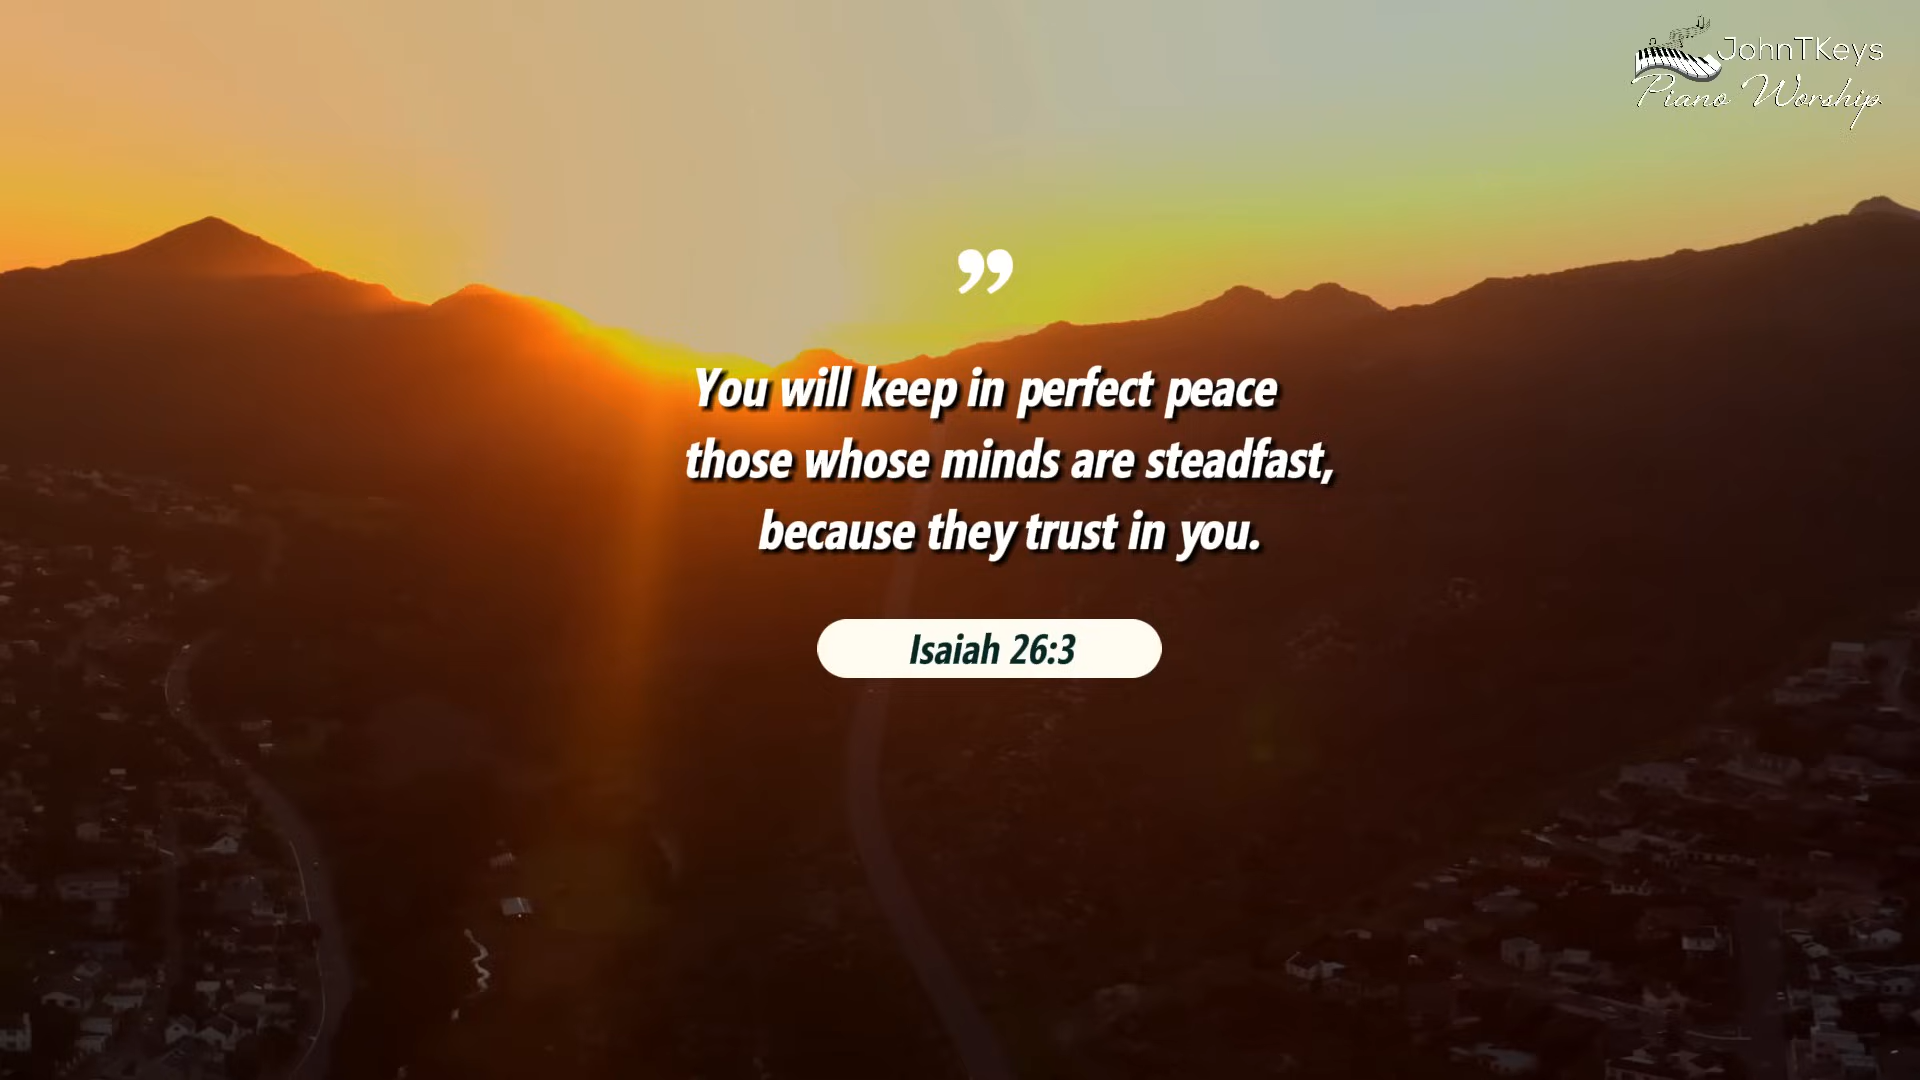 JohnTKeys
Piano Worship
”
You will keep in perfect peace
those whose minds are steadfast,
because they trust in you.
Isaiah 26:3